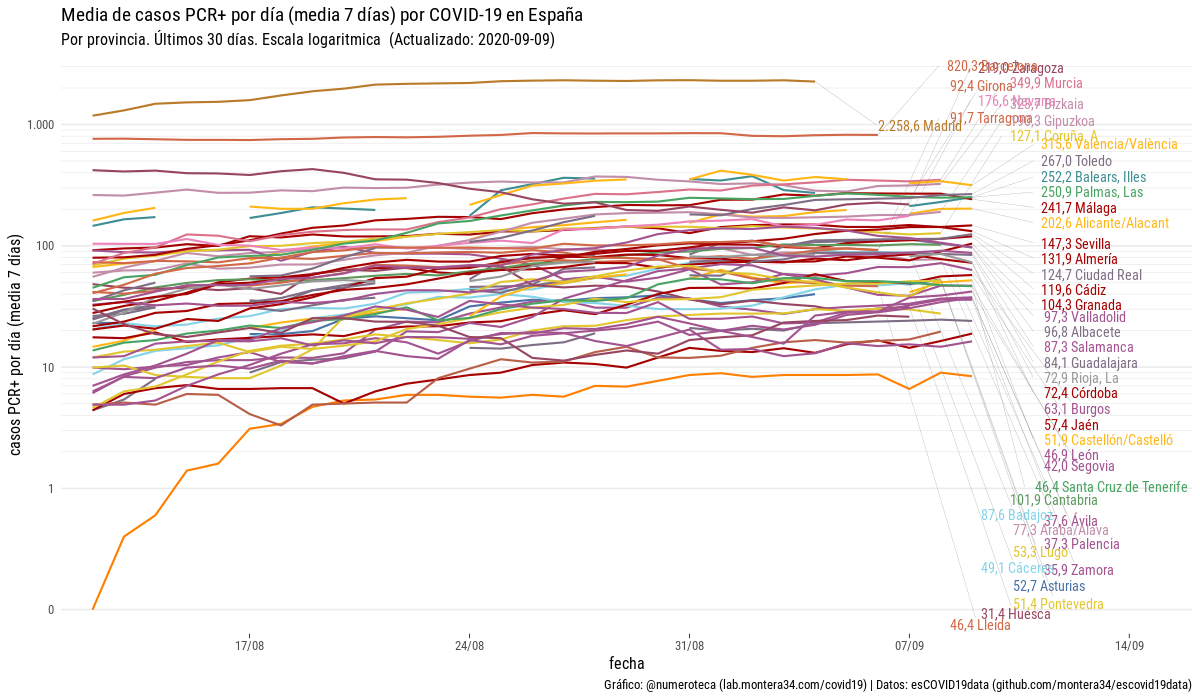 Media de casos PCR+ por día (media 7 días) por COVID-19 en España
Por provincia. Últimos 30 días. Escala logaritmica (Actualizado: 2020-09-09)
casos PCR+ por día (media 7 días)
1.000
100
10
1
0
820,3 Barcelona
219,0 Zaragoza
92,4 Girona
349,9 Murcia
176,6 Navarra
Bizkaia
91,7 Tarragona
Gipuzkoa
2.258,6 Madrid
127,1 Coruña, A
315,6 Valencia/València
267,0 Toledo
252,2 Balears, Illes
250,9 Palmas, Las
241,7 Málaga
202,6 Alicante/Alacant
147,3 Sevilla
131,9 Almería
124,7 Ciudad Real
119,6 Cádiz
104,3 Granada
97,3 Valladolid
96,8 Albacete
87,3 Salamanca
84,1 Guadalajara
72,9 Rioja, La
72,4 Córdoba
63,1 Burgos
57,4 Jaén
51,9 Castellón/Castelló
46,9 León
42,0 Segovia
46,4 Santa Cruz de Tenerife
101,9 Cantabria
87,6 Badajoz
37,6 Ávila
77,3 Araba/Álava
37,3 Palencia
53,3 Lugo
49,1 Cáceres
35,9 Zamora
52,7 Asturias
51,4 Pontevedra
31,4 Huesca
46,4 Lleida
17/08
24/08
31/08
07/09
14/09
fecha
Gráfico: @numeroteca (lab.montera34.com/covid19) | Datos: esCOVID19data (github.com/montera34/escovid19data)